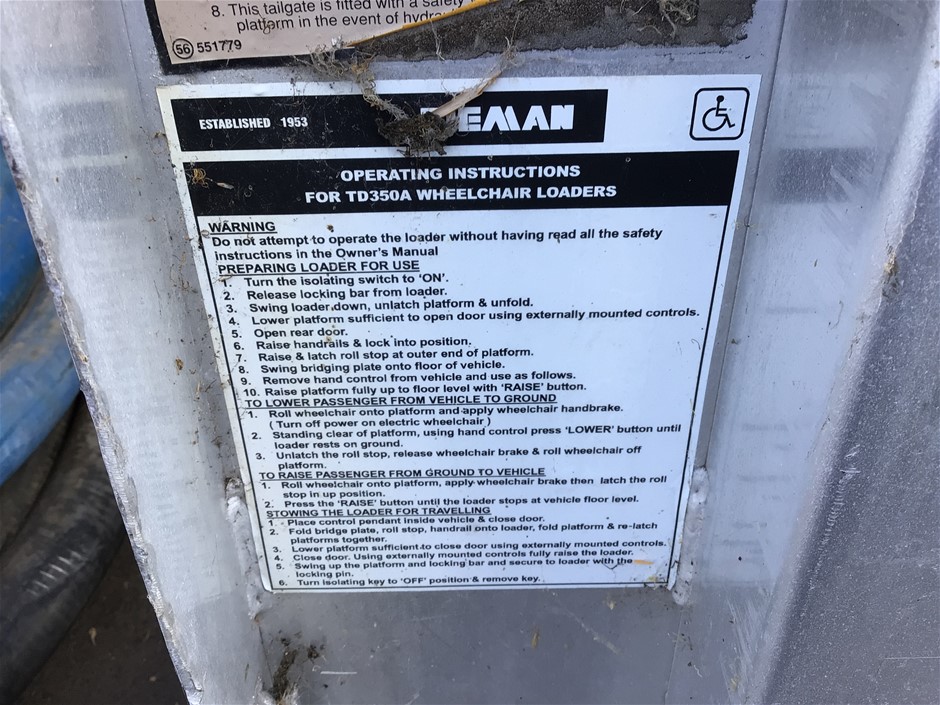 8. This tailgate is fitted with a safety
platform in the event of
56 551779
ESTABLISHED 1953
OPERATING INSTRUCTIONS
FOR TD350A WHEELCHAIR LOADERS
WARNING
Do not attempt to operate the loader without having read all the safety
instructions in the Owner's Manual
PREPARING LOADER FOR USE
1. Turn the isolating switch to 'ON'.
2. Release locking bar from loader.
3. Swing loader down, unlatch platform & unfold.
4. Lower platform sufficient to open door using externally mounted controls.
5. Open rear door.
6. Raise handrails & lock into position.
7. Raise & latch roll stop at outer end of platform.
8. Swing bridging plate onto floor of vehicle.
9. Remove hand control from vehicle and use as follows.
10. Raise platform fully up to floor level with 'RAISE' button.
TO LOWER PASSENGER FROM VEHICLE TO GROUND
1. Roll wheelchair onto platform and apply wheelchair handbrake.
( Turn off power on electric wheelchair )
2. Standing clear of platform, using hand control press 'LOWER' button until
loader rests on ground.
3. Unlatch the roll stop, release wheelchair brake & roll wheelchair off
platform.
TO RAISE PASSENGER FROM GROUND TO VEHICLE
1. Roll wheelchair onto platform, apply wheelchair brake then latch the roll
stop in up position.
2. Press the 'RAISE' button until the loader stops at vehicle floor level.
STOWING THE LOADER FOR TRAVELLING
1. Place control pendant inside vehicle & close door.
2. Fold bridge plate, roll stop, handrail onto loader, fold platform & re-latch
platforms together.
3. Lower platform sufficient to close door using externally mounted controls.
4. Close door. Using externally mounted controls fully raise the loader.
5. Swing up the platform and locking bar and secure to loader with the
locking pin.
6. Turn isolating key to 'OFF' position & remove key.